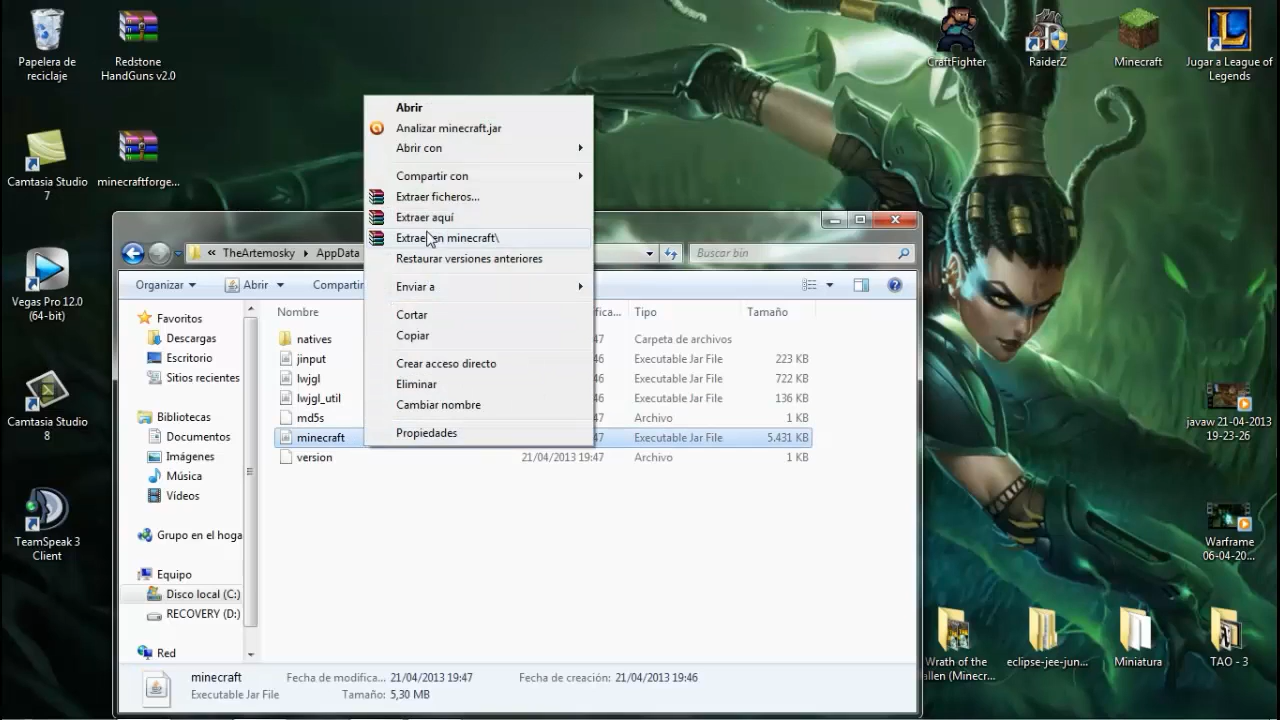 Papelera de
reciclaje
Redstone
HandGuns v2.0
CraftFighter
RaiderZ
Minecraft
Jugar a League of
Legends
Camtasia Studio
7
minecraftforge...
Vegas Pro 12.0
(64-bit)
Camtasia Studio
8
TeamSpeak 3
Client
javaw 21-04-2013
19-23-26
Warframe
06-04-20...
Wrath of the
eclipse-jee-jun...
Miniatura
TAO - 3
Abrir
Analizar minecraft.jar
Abrir con
Compartir con
Extraer ficheros...
Extraer aquí
minecraft\
Restaurar versiones anteriores
Enviar a
Cortar
Copiar
Crear acceso directo
Eliminar
Cambiar nombre
Propiedades
« TheArtemosky AppData
Buscar bin
Organizar Abrir Compartir
Nombre ifica... Tipo Tamaño
natives 47 Carpeta de archivos
jinput 46 Executable Jar File 223 KB
lwjgl 46 Executable Jar File 722 KB
lwjgl_util 46 Executable Jar File 136 KB
md5s 47 Archivo 1 KB
minecraft 47 Executable Jar File 5.431 KB
version 21/04/2013 19:47 Archivo 1 KB
Favoritos
Descargas
Escritorio
Sitios recientes
Bibliotecas
Documentos
Imágenes
Música
Vídeos
Grupo en el hoga
Equipo
Disco local (C:)
RECOVERY (D:)
Red
minecraft Fecha de modifica... 21/04/2013 19:47 Fecha de creación: 21/04/2013 19:46
Executable Jar File Tamaño: 5,30 MB